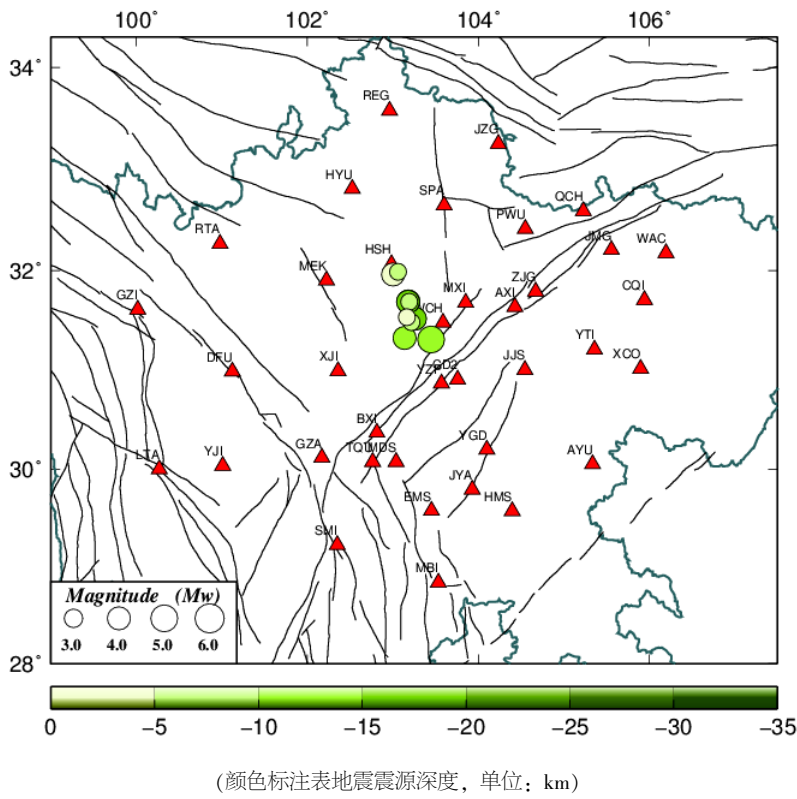 100° 102° 104° 106°
34°
REG
JZG
HYU
SPA
QCH
PWU
RTA
JMG
WAC
HSH
32°
MEK
ZJG
CQI
GZI
MXI
AXI
VCH
YTI
DFU
XJI
JJS
XCO
YZP
GD2
BXI
YGD
GZA
TQU
MDS
AYU
LTA
YJI
30°
JYA
EMS
HMS
SMI
MBI
Magnitude (Mw)
3.0 4.0 5.0 6.0
28°
0 −5 −10 −15 −20 −25 −30 −35
(颜色标注表地震震源深度，单位：km)